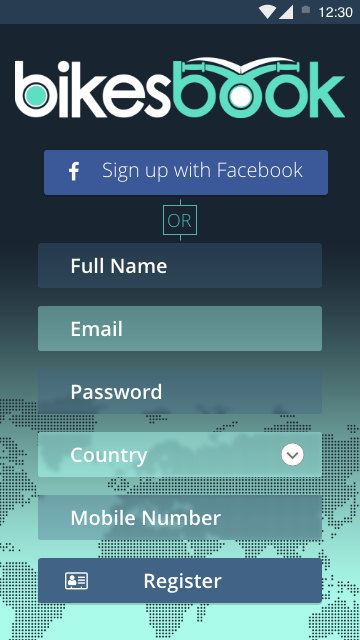 12:30
bikesbook
Sign up with Facebook
OR
Full Name
Email
Password
Country
Mobile Number
Register